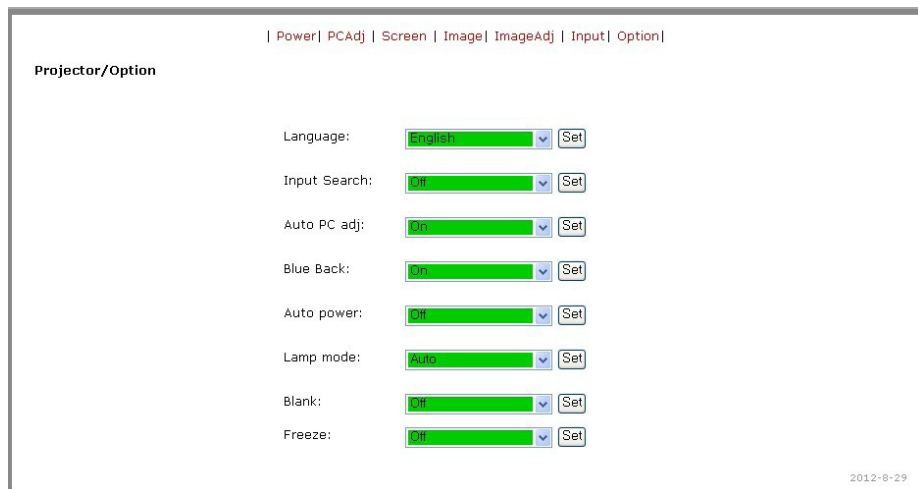 | Power| PCAdj | Screen | Image| ImageAdj | Input| Option|
Projector/Option
Language: English Set
Input Search: Off Set
Auto PC adj: On Set
Blue Back: On Set
Auto power: Off Set
Lamp mode: Auto Set
Blank: Off Set
Freeze: Off Set
2012-8-29